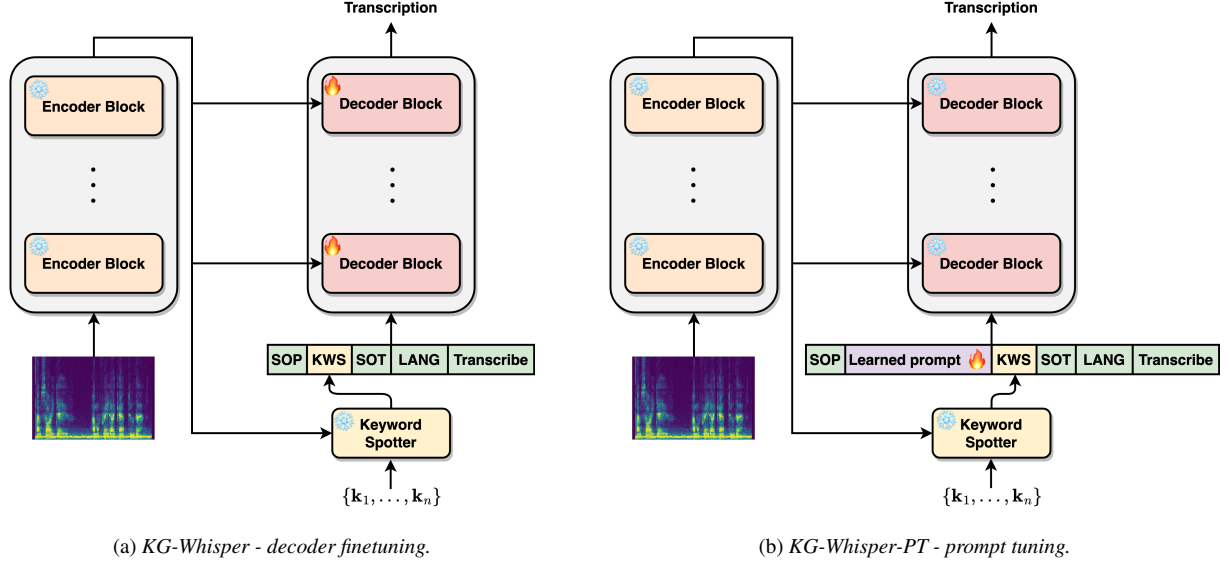 Transcription
Encoder Block
Decoder Block
Encoder Block
Decoder Block
SOP KWS SOT LANG Transcribe
Keyword
Spotter
{k₁, . . . , kₙ}
(a) KG-Whisper - decoder finetuning.
Transcription
Encoder Block
Decoder Block
Encoder Block
Decoder Block
SOP Learned prompt KWS SOT LANG Transcribe
Keyword
Spotter
{k₁, . . . , kₙ}
(b) KG-Whisper-PT - prompt tuning.